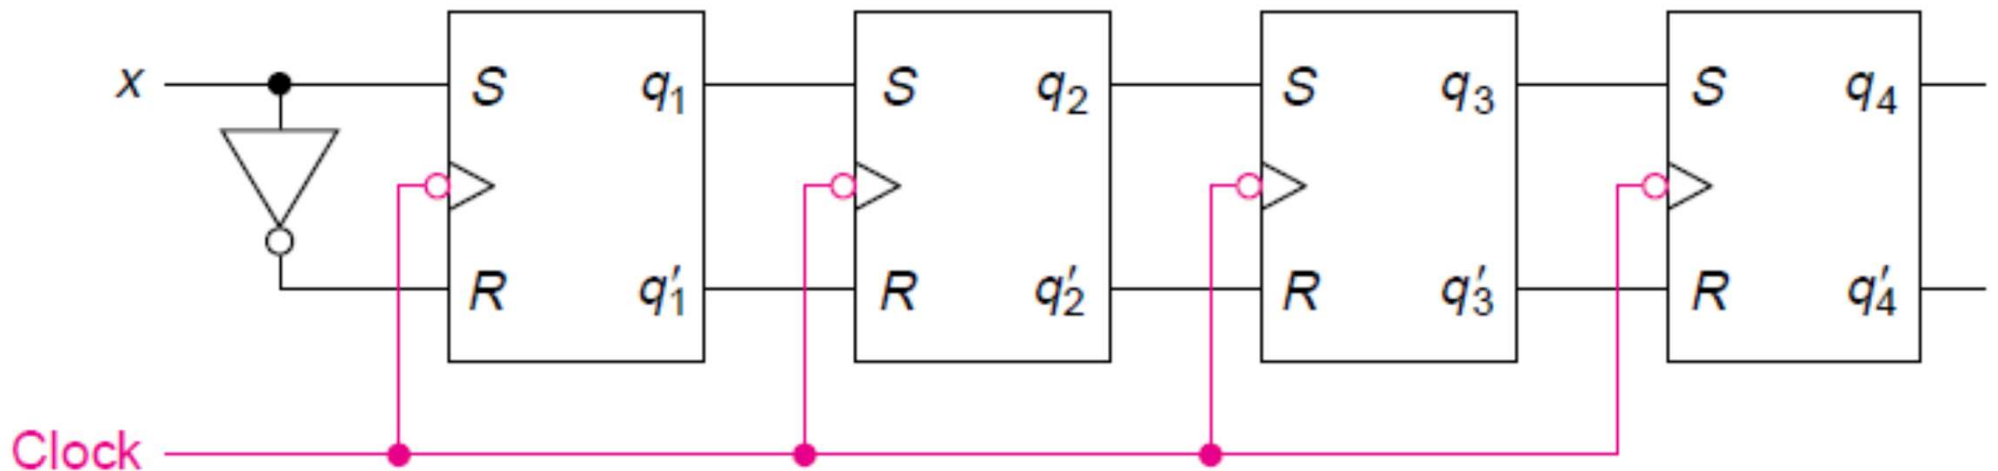 x S q₁ S q₂ S q₃ S q₄
R q′₁ R q′₂ R q′₃ R q′₄
Clock